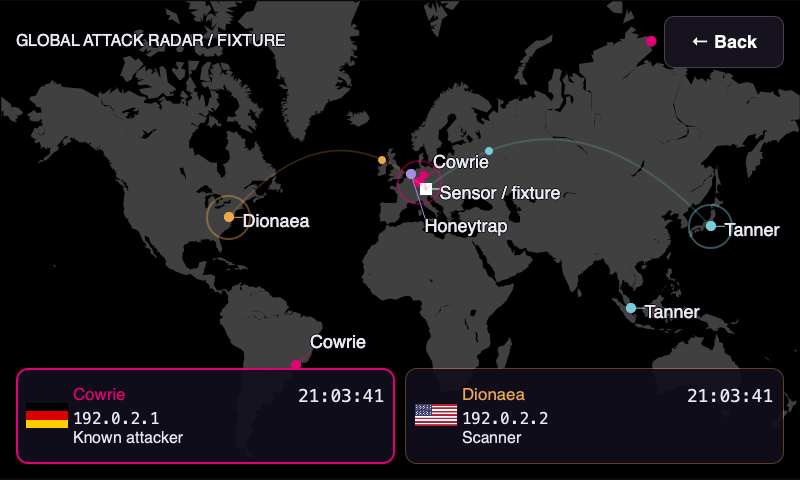 GLOBAL ATTACK RADAR / FIXTURE
← Back
Cowrie
Sensor / fixture
Dionaea
Honeytrap
Tanner
Tanner
Cowrie
Cowrie
21:03:41
192.0.2.1
Known attacker
Dionaea
21:03:41
192.0.2.2
Scanner